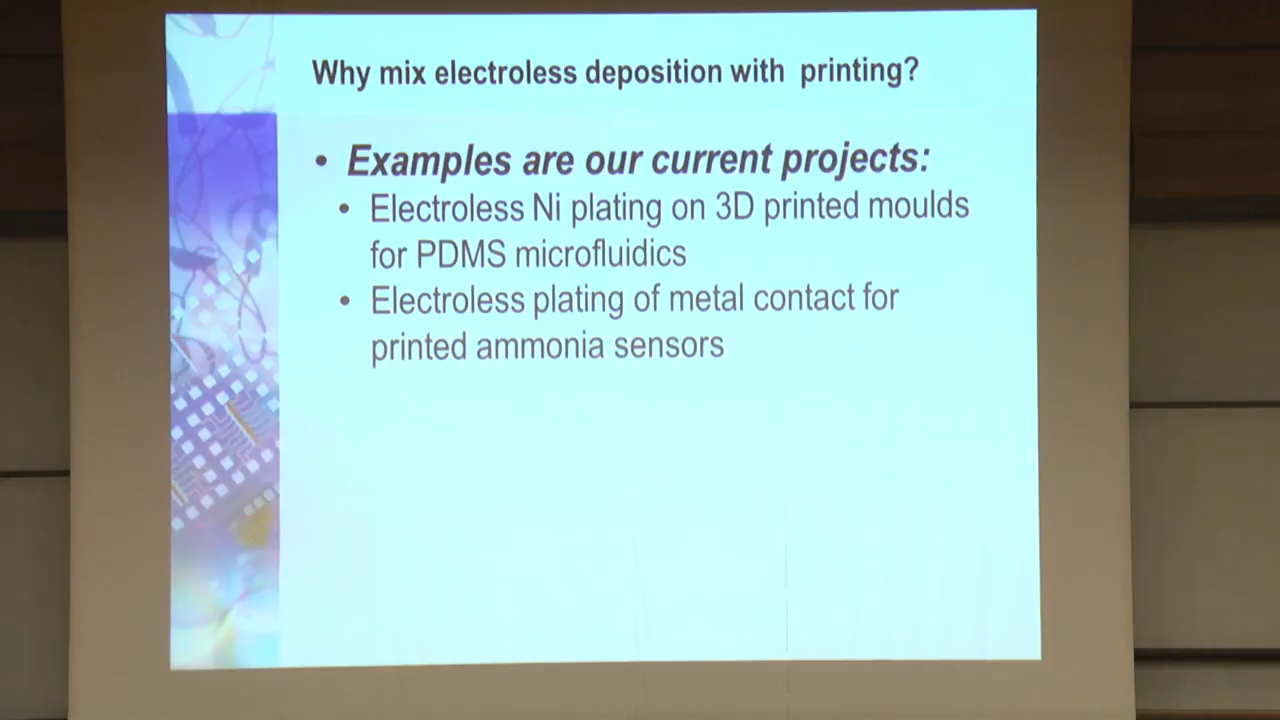 Why mix electroless deposition with printing?
• Examples are our current projects:
• Electroless Ni plating on 3D printed moulds
for PDMS microfluidics
• Electroless plating of metal contact for
printed ammonia sensors